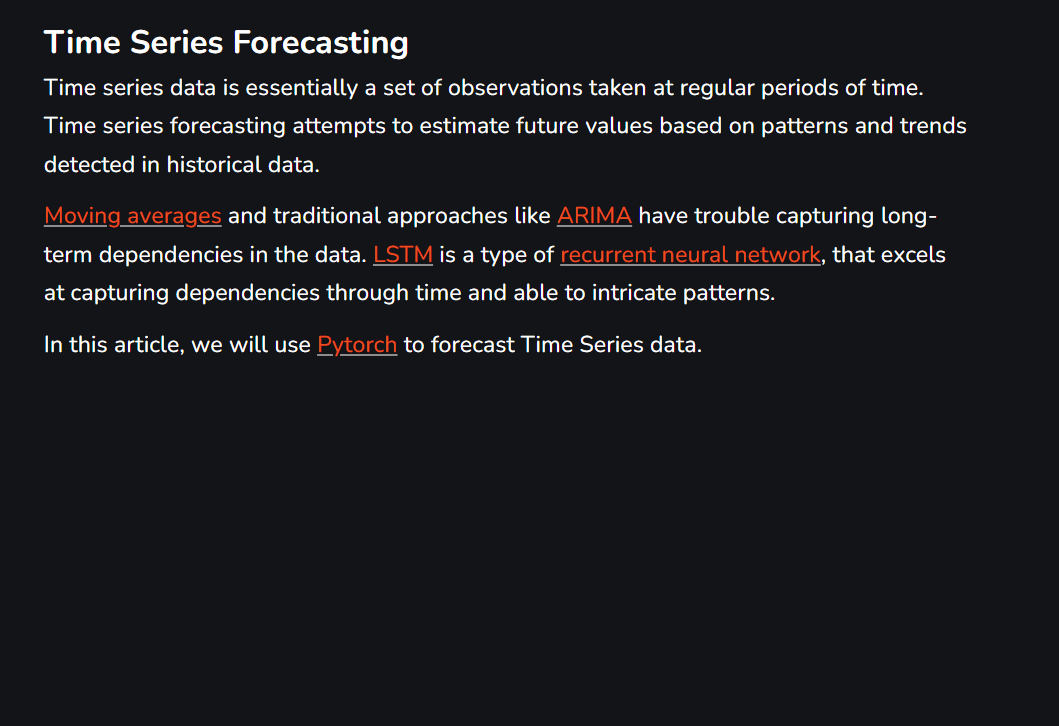 Time Series Forecasting
Time series data is essentially a set of observations taken at regular periods of time.
Time series forecasting attempts to estimate future values based on patterns and trends
detected in historical data.
Moving averages and traditional approaches like ARIMA have trouble capturing long-
term dependencies in the data. LSTM is a type of recurrent neural network, that excels
at capturing dependencies through time and able to intricate patterns.
In this article, we will use Pytorch to forecast Time Series data.